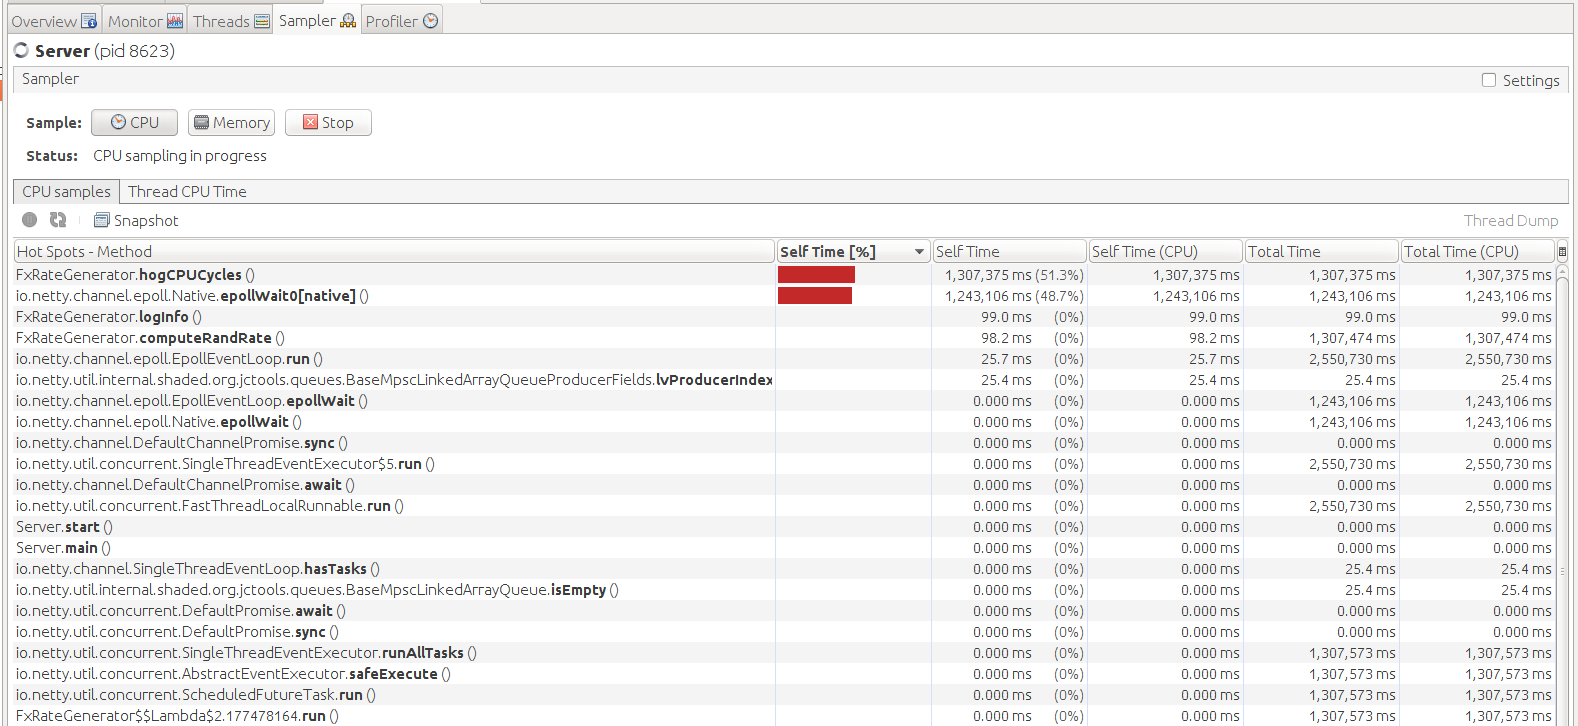 Overview Monitor Threads Sampler Profiler
Server (pid 8623)
Sampler Settings
Sample: CPU Memory Stop
Status: CPU sampling in progress
CPU samples Thread CPU Time
Snapshot Thread Dump
Hot Spots - Method Self Time [%] Self Time Self Time (CPU) Total Time Total Time (CPU)
FxRateGenerator.hogCPUCycles () 1,307,375 ms (51.3%) 1,307,375 ms 1,307,375 ms 1,307,375 ms
io.netty.channel.epoll.Native.epollWait0[native] () 1,243,106 ms (48.7%) 1,243,106 ms 1,243,106 ms 1,243,106 ms
FxRateGenerator.logInfo () 99.0 ms (0%) 99.0 ms 99.0 ms 99.0 ms
FxRateGenerator.computeRandRate () 98.2 ms (0%) 98.2 ms 1,307,474 ms 1,307,474 ms
io.netty.channel.epoll.EpollEventLoop.run () 25.7 ms (0%) 25.7 ms 2,550,730 ms 2,550,730 ms
io.netty.util.internal.shaded.org.jctools.queues.BaseMpscLinkedArrayQueueProducerFields.lvProducerIndex 25.4 ms (0%) 25.4 ms 25.4 ms 25.4 ms
io.netty.channel.epoll.EpollEventLoop.epollWait () 0.000 ms (0%) 0.000 ms 1,243,106 ms 1,243,106 ms
io.netty.channel.epoll.Native.epollWait () 0.000 ms (0%) 0.000 ms 1,243,106 ms 1,243,106 ms
io.netty.channel.DefaultChannelPromise.sync () 0.000 ms (0%) 0.000 ms 0.000 ms 0.000 ms
io.netty.util.concurrent.SingleThreadEventExecutor$5.run () 0.000 ms (0%) 0.000 ms 2,550,730 ms 2,550,730 ms
io.netty.channel.DefaultChannelPromise.await () 0.000 ms (0%) 0.000 ms 0.000 ms 0.000 ms
io.netty.util.concurrent.FastThreadLocalRunnable.run () 0.000 ms (0%) 0.000 ms 2,550,730 ms 2,550,730 ms
Server.start () 0.000 ms (0%) 0.000 ms 0.000 ms 0.000 ms
Server.main () 0.000 ms (0%) 0.000 ms 0.000 ms 0.000 ms
io.netty.channel.SingleThreadEventLoop.hasTasks () 0.000 ms (0%) 0.000 ms 25.4 ms 25.4 ms
io.netty.util.internal.shaded.org.jctools.queues.BaseMpscLinkedArrayQueue.isEmpty () 0.000 ms (0%) 0.000 ms 25.4 ms 25.4 ms
io.netty.util.concurrent.DefaultPromise.await () 0.000 ms (0%) 0.000 ms 0.000 ms 0.000 ms
io.netty.util.concurrent.DefaultPromise.sync () 0.000 ms (0%) 0.000 ms 0.000 ms 0.000 ms
io.netty.util.concurrent.SingleThreadEventExecutor.runAllTasks () 0.000 ms (0%) 0.000 ms 1,307,573 ms 1,307,573 ms
io.netty.util.concurrent.AbstractEventExecutor.safeExecute () 0.000 ms (0%) 0.000 ms 1,307,573 ms 1,307,573 ms
io.netty.util.concurrent.ScheduledFutureTask.run () 0.000 ms (0%) 0.000 ms 1,307,573 ms 1,307,573 ms
FxRateGenerator$$Lambda$2.177478164.run () 0.000 ms (0%) 0.000 ms 1,307,573 ms 1,307,573 ms